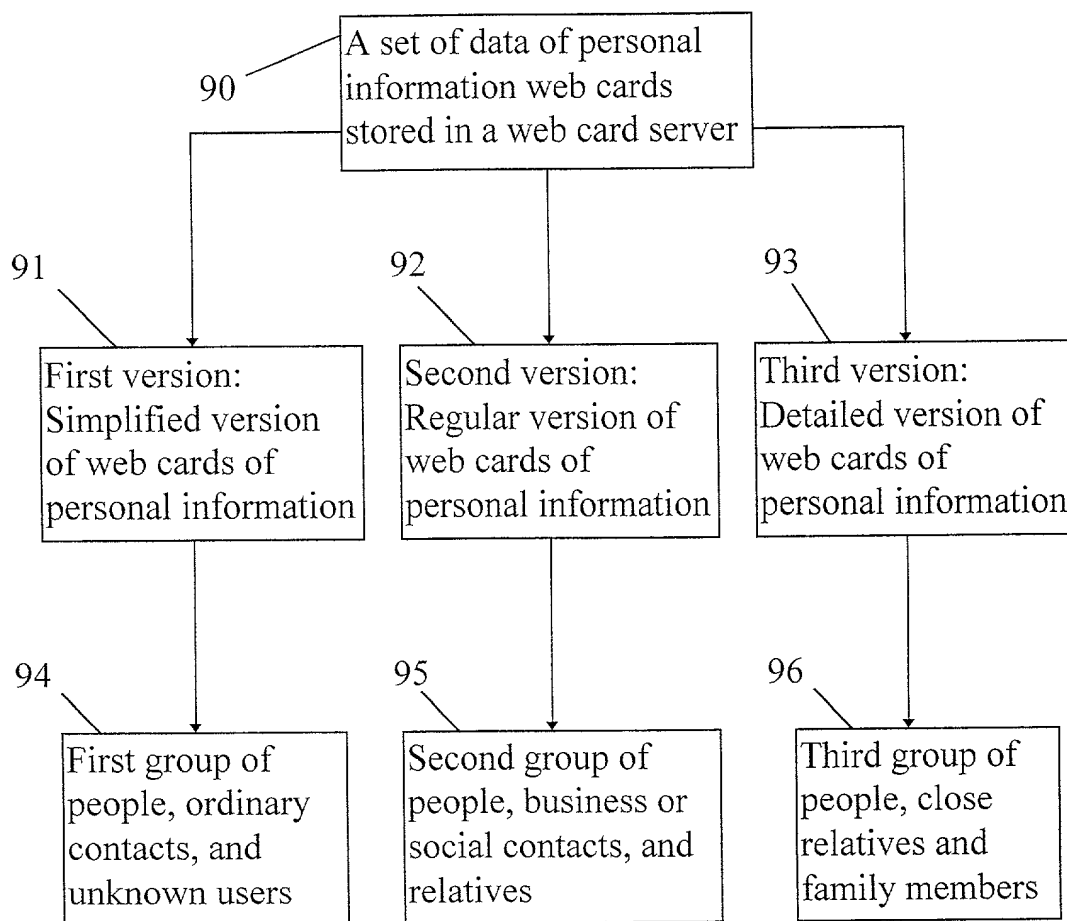 90
A set of data of personal
information web cards
stored in a web card server
91
First version:
Simplified version
of web cards of
personal information
92
Second version:
Regular version of
web cards of
personal information
93
Third version:
Detailed version of
web cards of
personal information
94
First group of
people, ordinary
contacts, and
unknown users
95
Second group of
people, business or
social contacts, and
relatives
96
Third group of
people, close
relatives and
family members